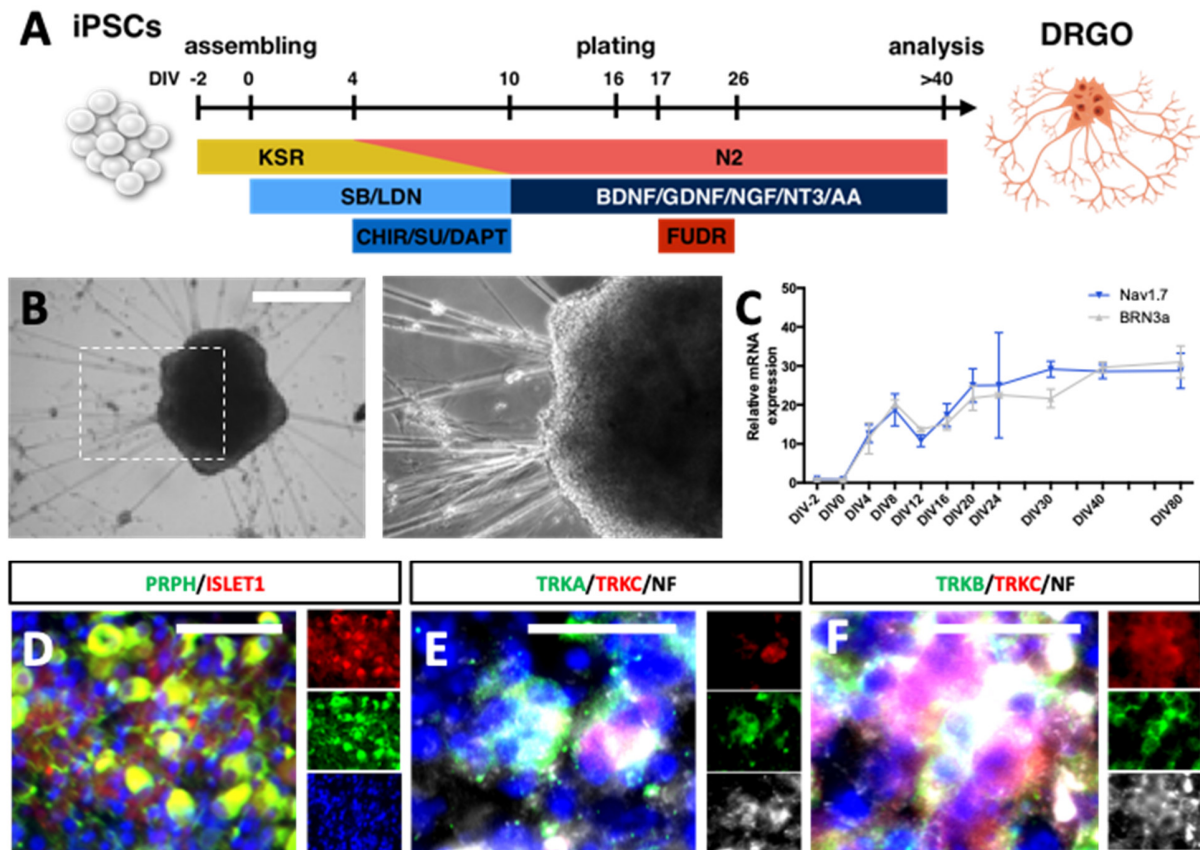 A
iPSCs
assembling plating analysis
DRGO
DIV -2 0 4 10 16 17 26 >40
KSR N2
SB/LDN BDNF/GDNF/NGF/NT3/AA
CHIR/SU/DAPT FUDR
B
C
50
40
30
20
10
0
Relative mRNA
expression
Nav1.7
BRN3a
DIV-2 DIV0 DIV4 DIV8 DIV12 DIV16 DIV20 DIV24 DIV30 DIV40 DIV80
PRPH/ISLET1 TRKA/TRKC/NF TRKB/TRKC/NF
D E F